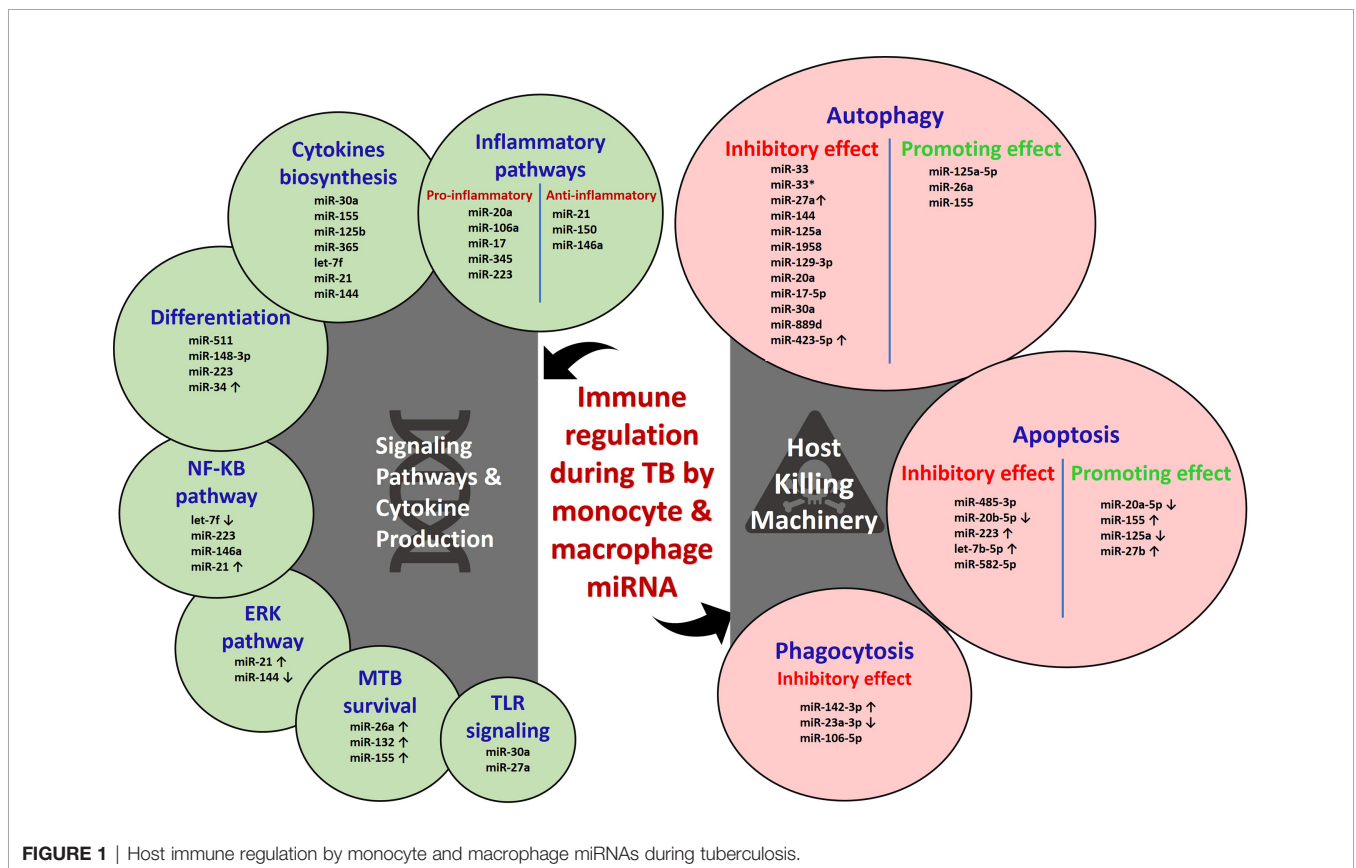 Cytokines
biosynthesis
miR-30a
miR-155
miR-125b
miR-365
let-7f
miR-21
miR-144
Inflammatory
pathways
Pro-inflammatory
miR-20a
miR-106a
miR-17
miR-345
miR-223
Anti-inflammatory
miR-21
miR-150
miR-146a
Differentiation
miR-511
miR-148-3p
miR-223
miR-34 ↑
NF-KB
pathway
let-7f ↓
miR-223
miR-146a
miR-21 ↑
ERK
pathway
miR-21 ↑
miR-144 ↓
MTB
survival
miR-26a ↑
miR-132 ↑
miR-155 ↑
TLR
signaling
miR-30a
miR-27a
Signaling
Pathways &
Cytokine
Production
Immune
regulation
during TB by
monocyte &
macrophage
miRNA
Host
Killing
Machinery
Autophagy
Inhibitory effect
miR-33
miR-33*
miR-27a↑
miR-144
miR-125a
miR-1958
miR-129-3p
miR-20a
miR-17-5p
miR-30a
miR-889d
miR-423-5p ↑
Promoting effect
miR-125a-5p
miR-26a
miR-155
Apoptosis
Inhibitory effect
miR-485-3p
miR-20b-5p ↓
miR-223 ↑
let-7b-5p ↑
miR-582-5p
Promoting effect
miR-20a-5p ↓
miR-155 ↑
miR-125a ↓
miR-27b ↑
Phagocytosis
Inhibitory effect
miR-142-3p ↑
miR-23a-3p ↓
miR-106-5p
FIGURE 1 | Host immune regulation by monocyte and macrophage miRNAs during tuberculosis.